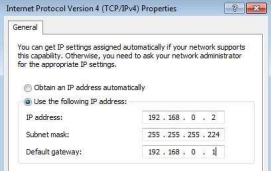 Internet Protocol Version 4 (TCP/IPv4) Properties
General
You can get IP settings assigned automatically if your network supports
this capability. Otherwise, you need to ask your network administrator
for the appropriate IP settings.
Obtain an IP address automatically
Use the following IP address:
IP address: 192 . 168 . 0 . 2
Subnet mask: 255 . 255 . 255 . 224
Default gateway: 192 . 168 . 0 . 1